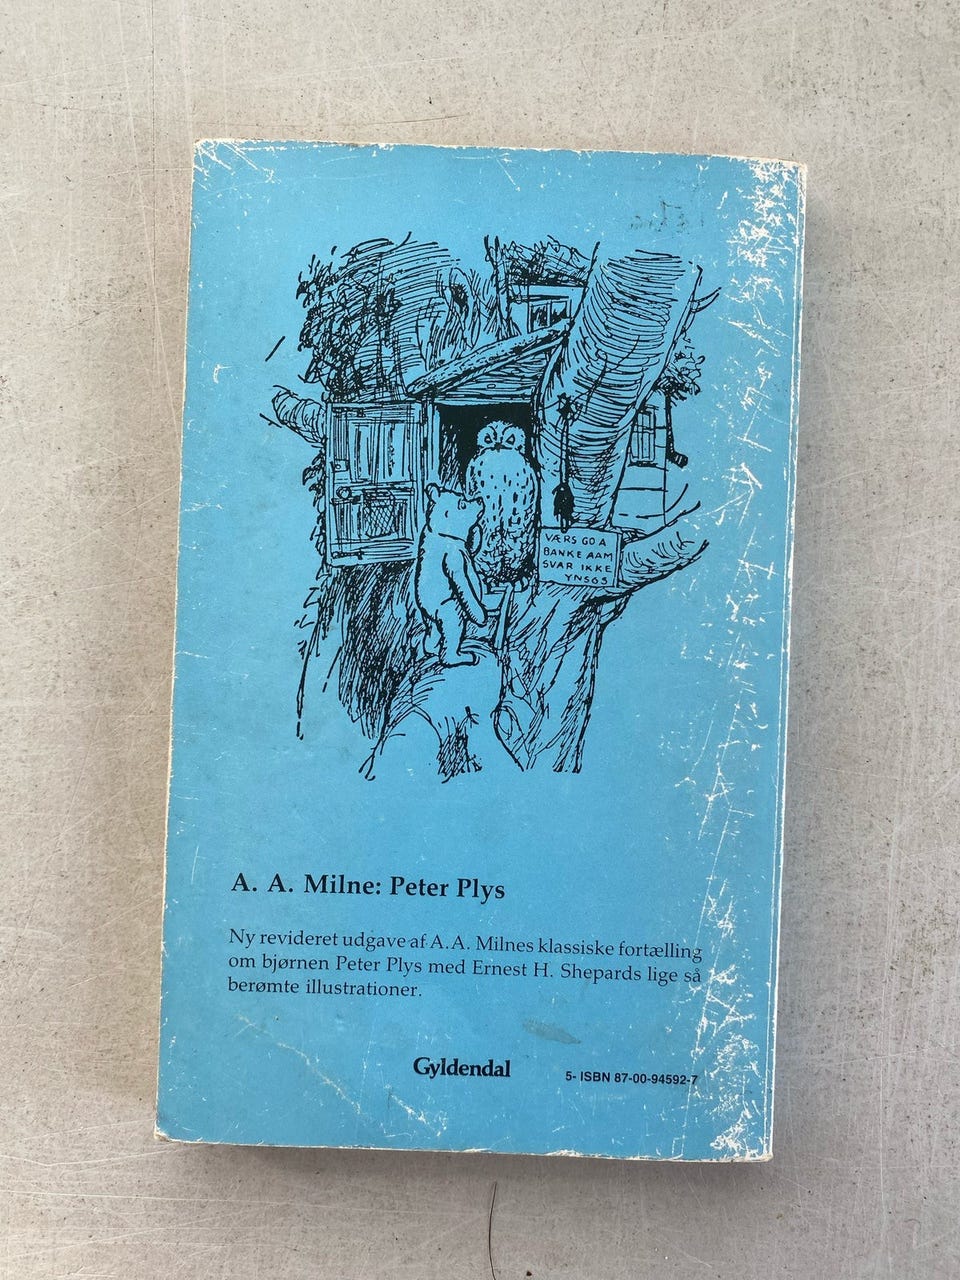 VÆRS GO A
BANKE AAM
SVAR IKKE
YNSGS
A. A. Milne: Peter Plys
Ny revideret udgave af A.A. Milnes klassiske fortælling
om bjørnen Peter Plys med Ernest H. Shepards lige så
berømte illustrationer.
Gyldendal
5- ISBN 87-00-94592-7